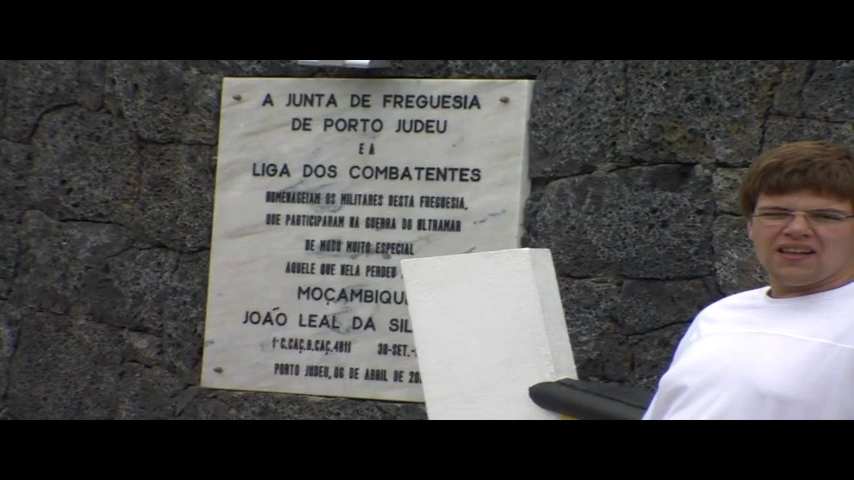 A JUNTA DE FREGUESIA
DE PORTO JUDEU
E A
LIGA DOS COMBATENTES
HOMENAGEIAM OS MILITARES DESTA FREGUESIA,
QUE PARTICIPARAM NA GUERRA DO ULTRAMAR
DE MODO MUITO ESPECIAL
AQUELE QUE NELA PERDEU
MOÇAMBIQU
JOÃO LEAL DA SIL
1ª C.CAÇ.B.CAÇ.4811 30-SET.
PORTO JUDEU, 06 DE ABRIL DE